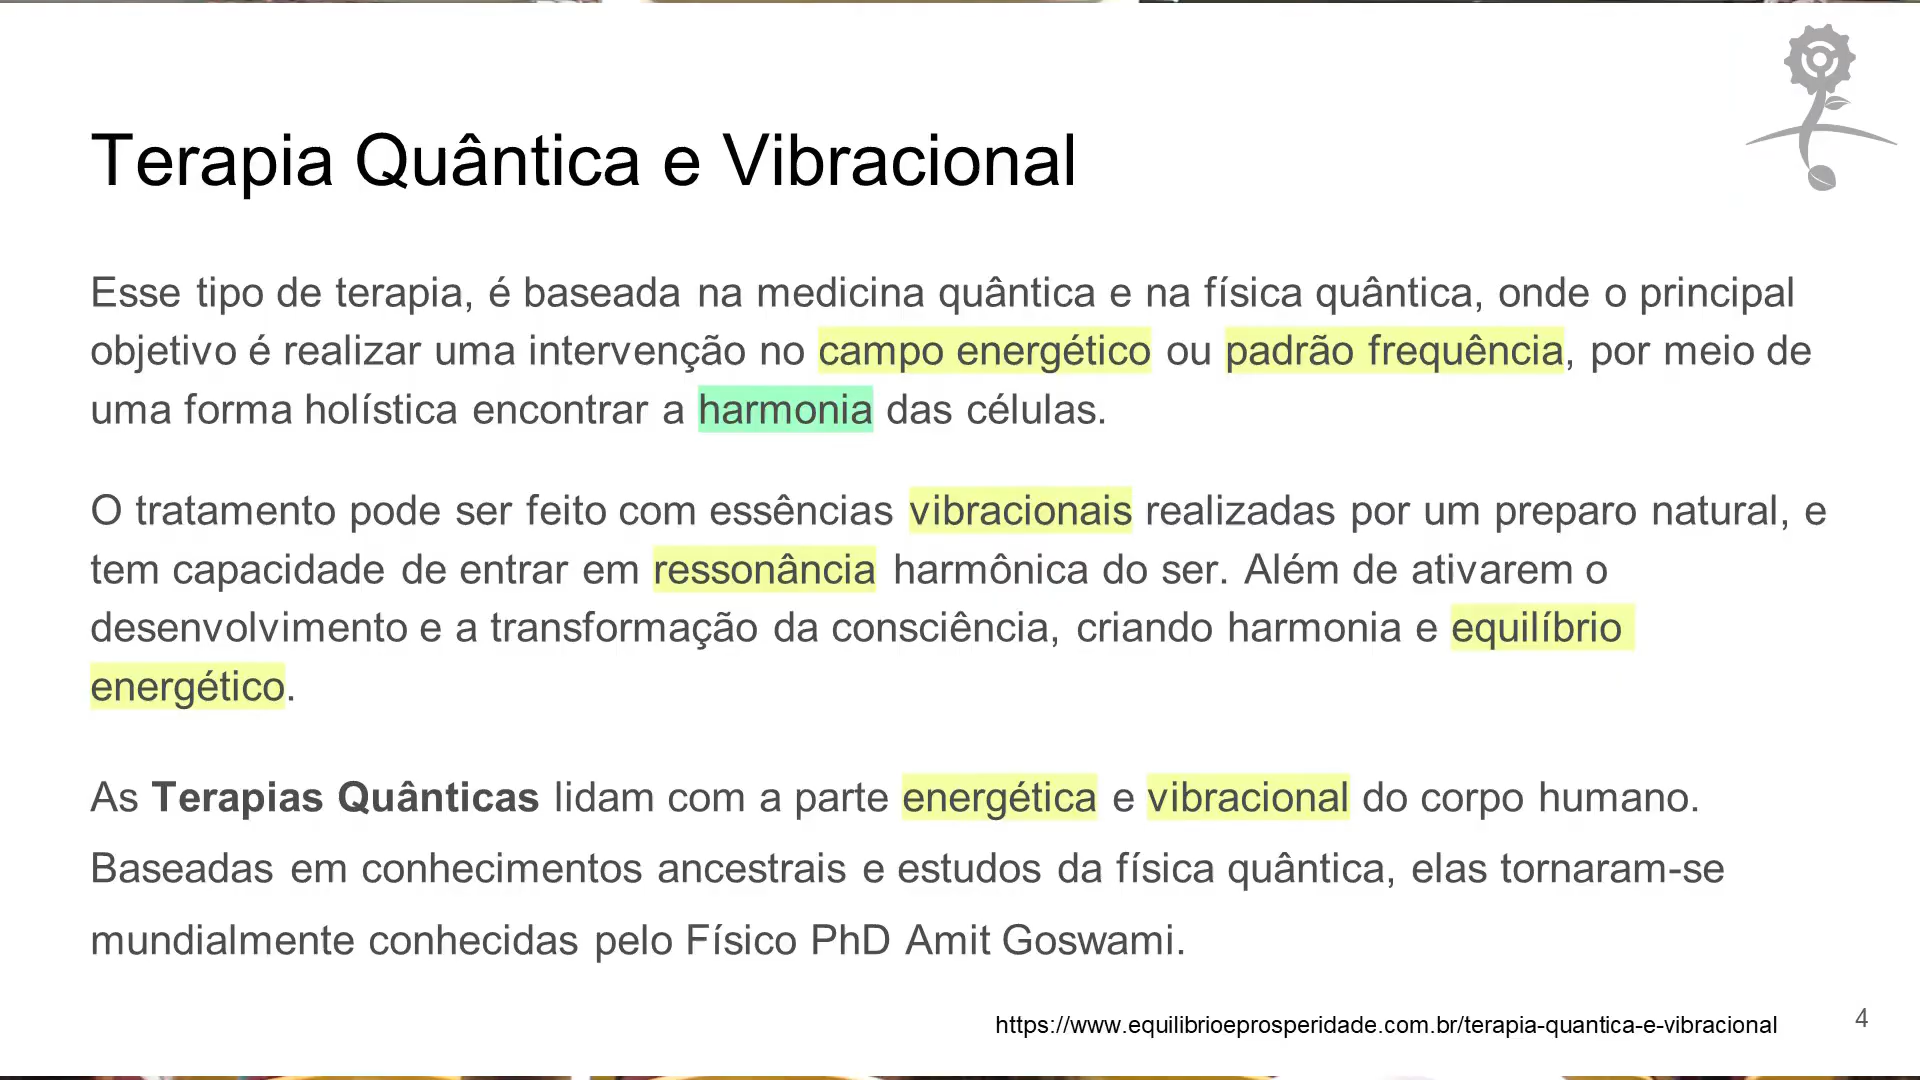 Terapia Quântica e Vibracional
Esse tipo de terapia, é baseada na medicina quântica e na física quântica, onde o principal
objetivo é realizar uma intervenção no campo energético ou padrão frequência, por meio de
uma forma holística encontrar a harmonia das células.
O tratamento pode ser feito com essências vibracionais realizadas por um preparo natural, e
tem capacidade de entrar em ressonância harmônica do ser. Além de ativarem o
desenvolvimento e a transformação da consciência, criando harmonia e equilíbrio
energético.
As Terapias Quânticas lidam com a parte energética e vibracional do corpo humano.
Baseadas em conhecimentos ancestrais e estudos da física quântica, elas tornaram-se
mundialmente conhecidas pelo Físico PhD Amit Goswami.
https://www.equilibrioeprosperidade.com.br/terapia-quantica-e-vibracional
4